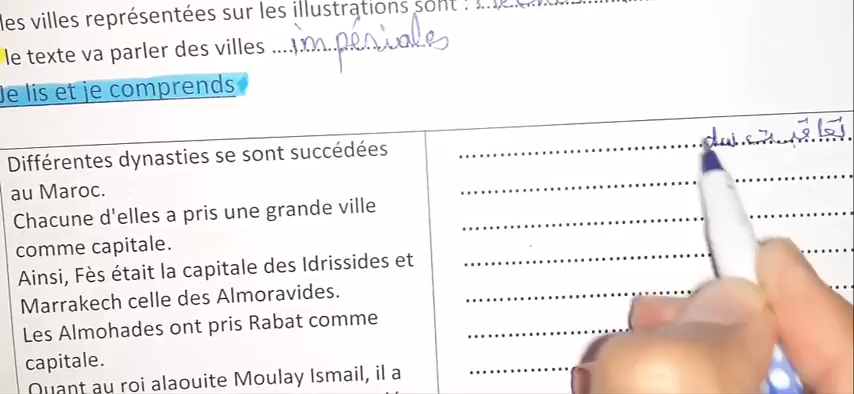 les villes représentées sur les illustrations sont :
le texte va parler des villes ....impériales
Je lis et je comprends
Différentes dynasties se sont succédées
au Maroc.
Chacune d'elles a pris une grande ville
comme capitale.
Ainsi, Fès était la capitale des Idrissides et
Marrakech celle des Almoravides.
Les Almohades ont pris Rabat comme
capitale.
Quant au roi alaouite Moulay Ismail, il a
تعاقبت